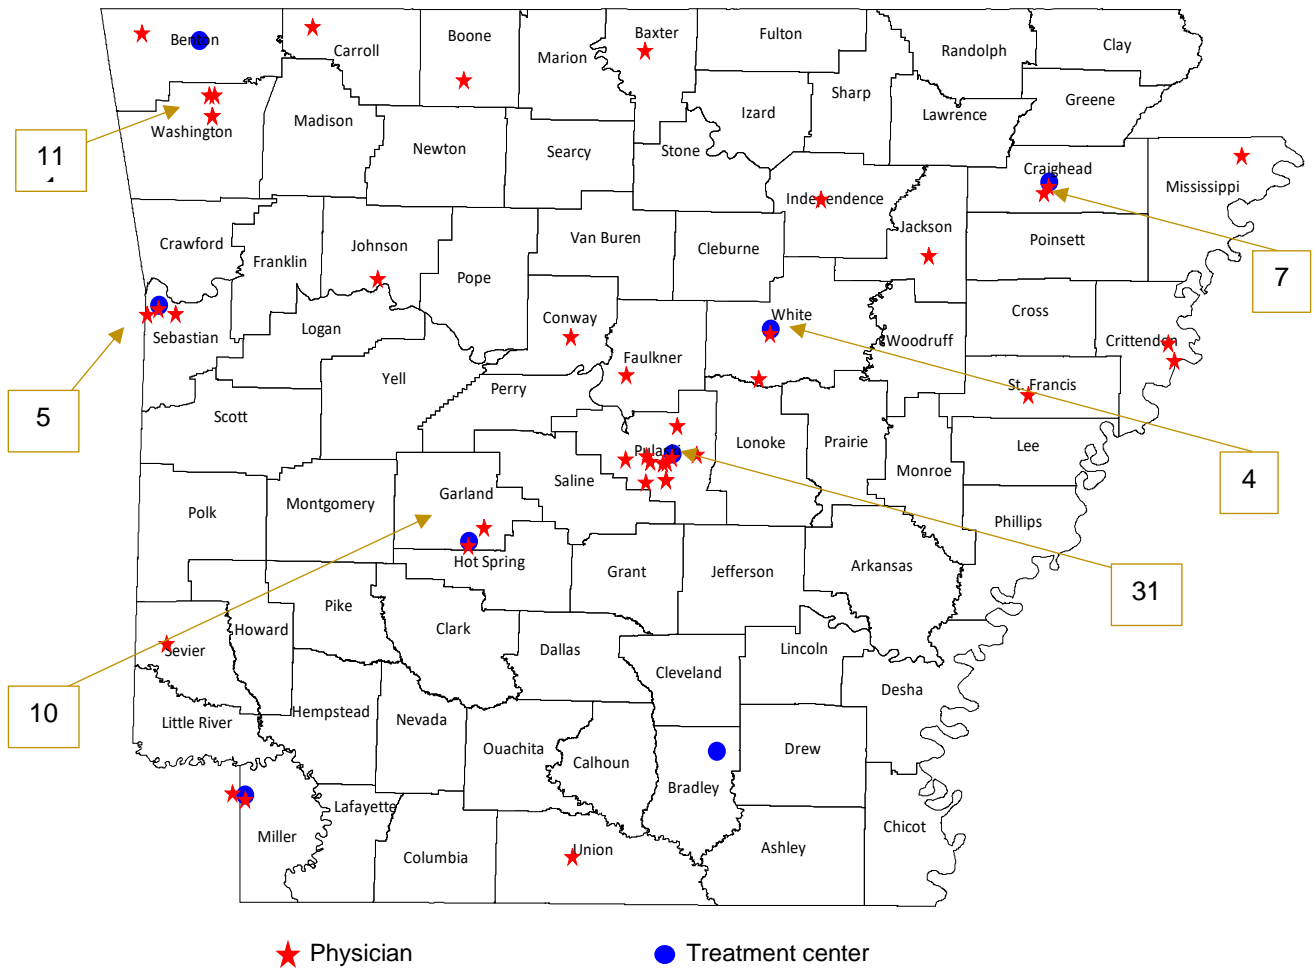 Benton
Carroll
Boone
Marion
Baxter
Fulton
Randolph
Clay
Sharp
Greene
Izard
Lawrence
11
Washington
Madison
Newton
Searcy
Stone
Craighead
Mississippi
Independence
Jackson
Crawford
Franklin
Johnson
Pope
Van Buren
Cleburne
Poinsett
7
Sebastian
Logan
Conway
White
Woodruff
Cross
Crittenden
Faulkner
5
Scott
Yell
Perry
St. Francis
Pulaski
Lonoke
Prairie
Monroe
Lee
4
Saline
Garland
Montgomery
Polk
Phillips
Hot Spring
Grant
Jefferson
Arkansas
31
Pike
Howard
Sevier
Clark
Dallas
Lincoln
Cleveland
Desha
10
Little River
Hempstead
Nevada
Ouachita
Calhoun
Drew
Bradley
Lafayette
Miller
Columbia
Union
Ashley
Chicot
Physician
Treatment center